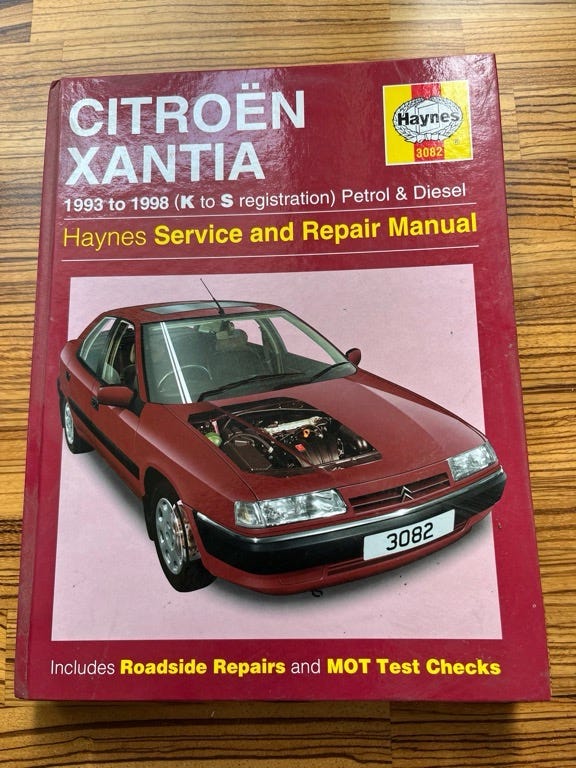 CITROËN
XANTIA
Haynes
3082
1993 to 1998 (K to S registration) Petrol & Diesel
Haynes Service and Repair Manual
3082
Includes Roadside Repairs and MOT Test Checks